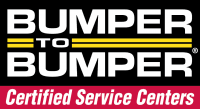 BUMPER
TO
BUMPER®
Certified Service Centers